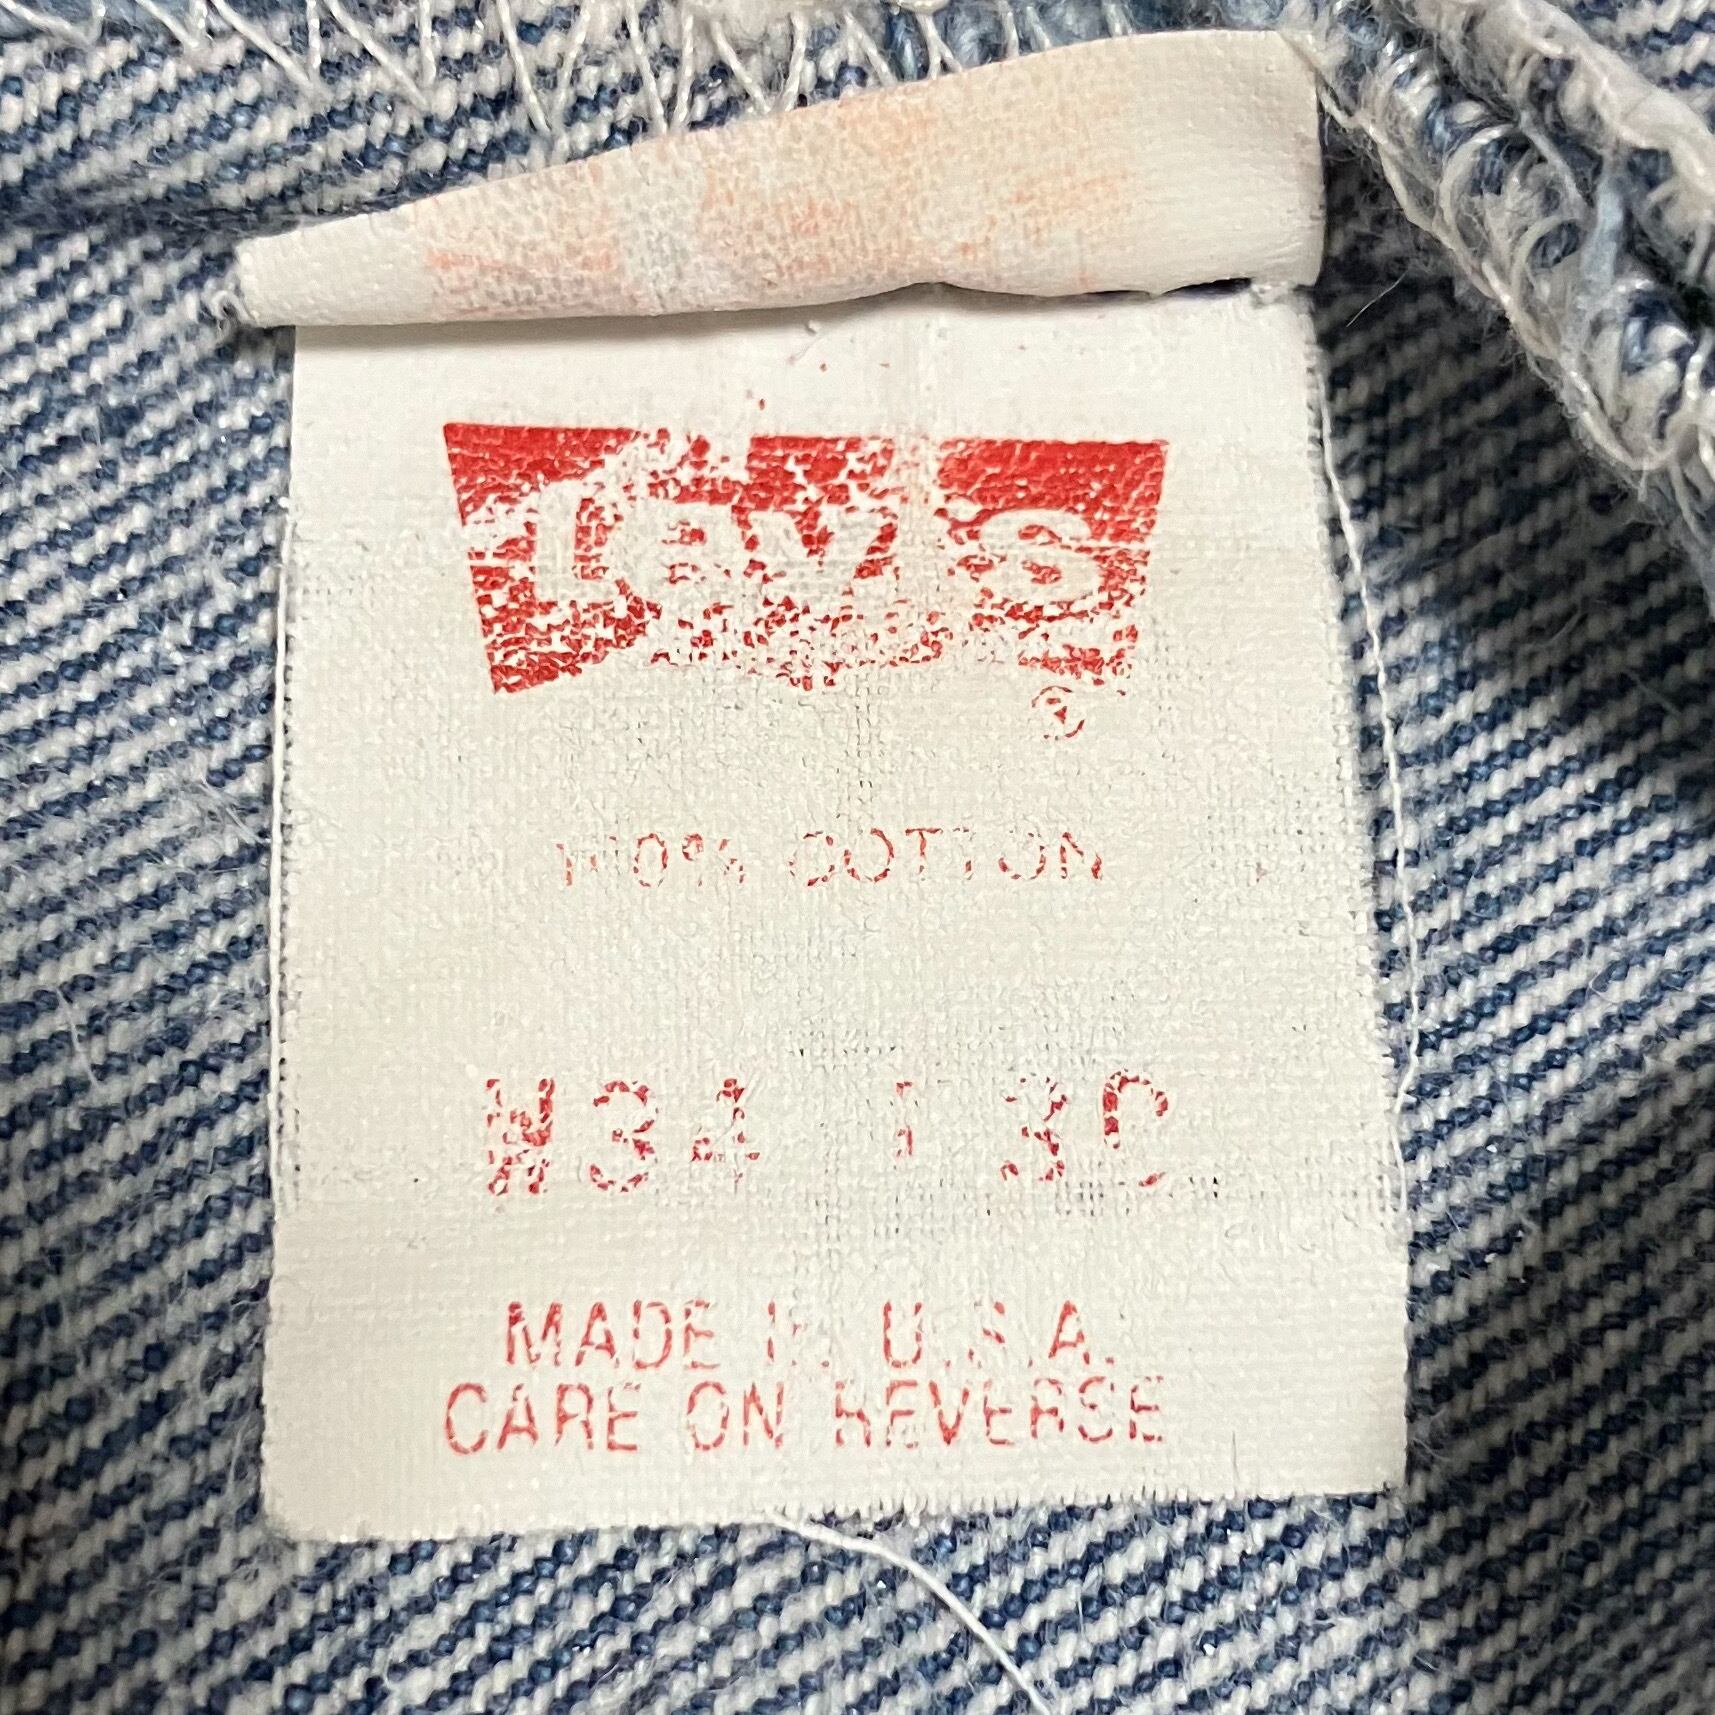 Levi's
®
100% COTTON
W34 L30
MADE IN U.S.A.
CARE ON REVERSE